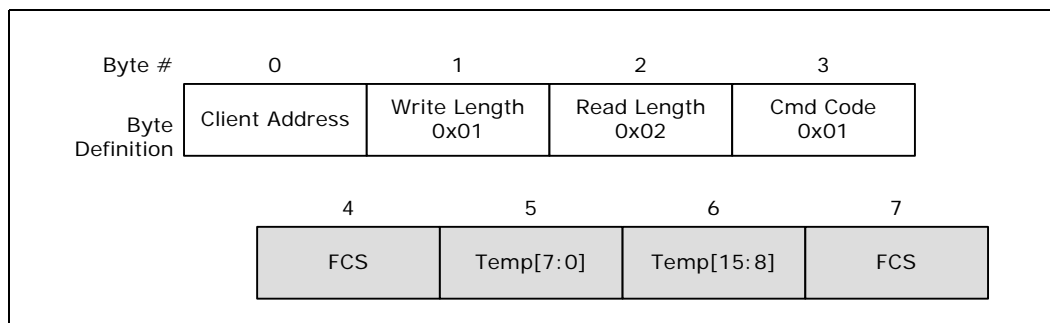 Byte # 0 1 2 3
Byte Definition
Client Address
Write Length 0x01
Read Length 0x02
Cmd Code 0x01
4 5 6 7
FCS
Temp[7:0]
Temp[15:8]
FCS